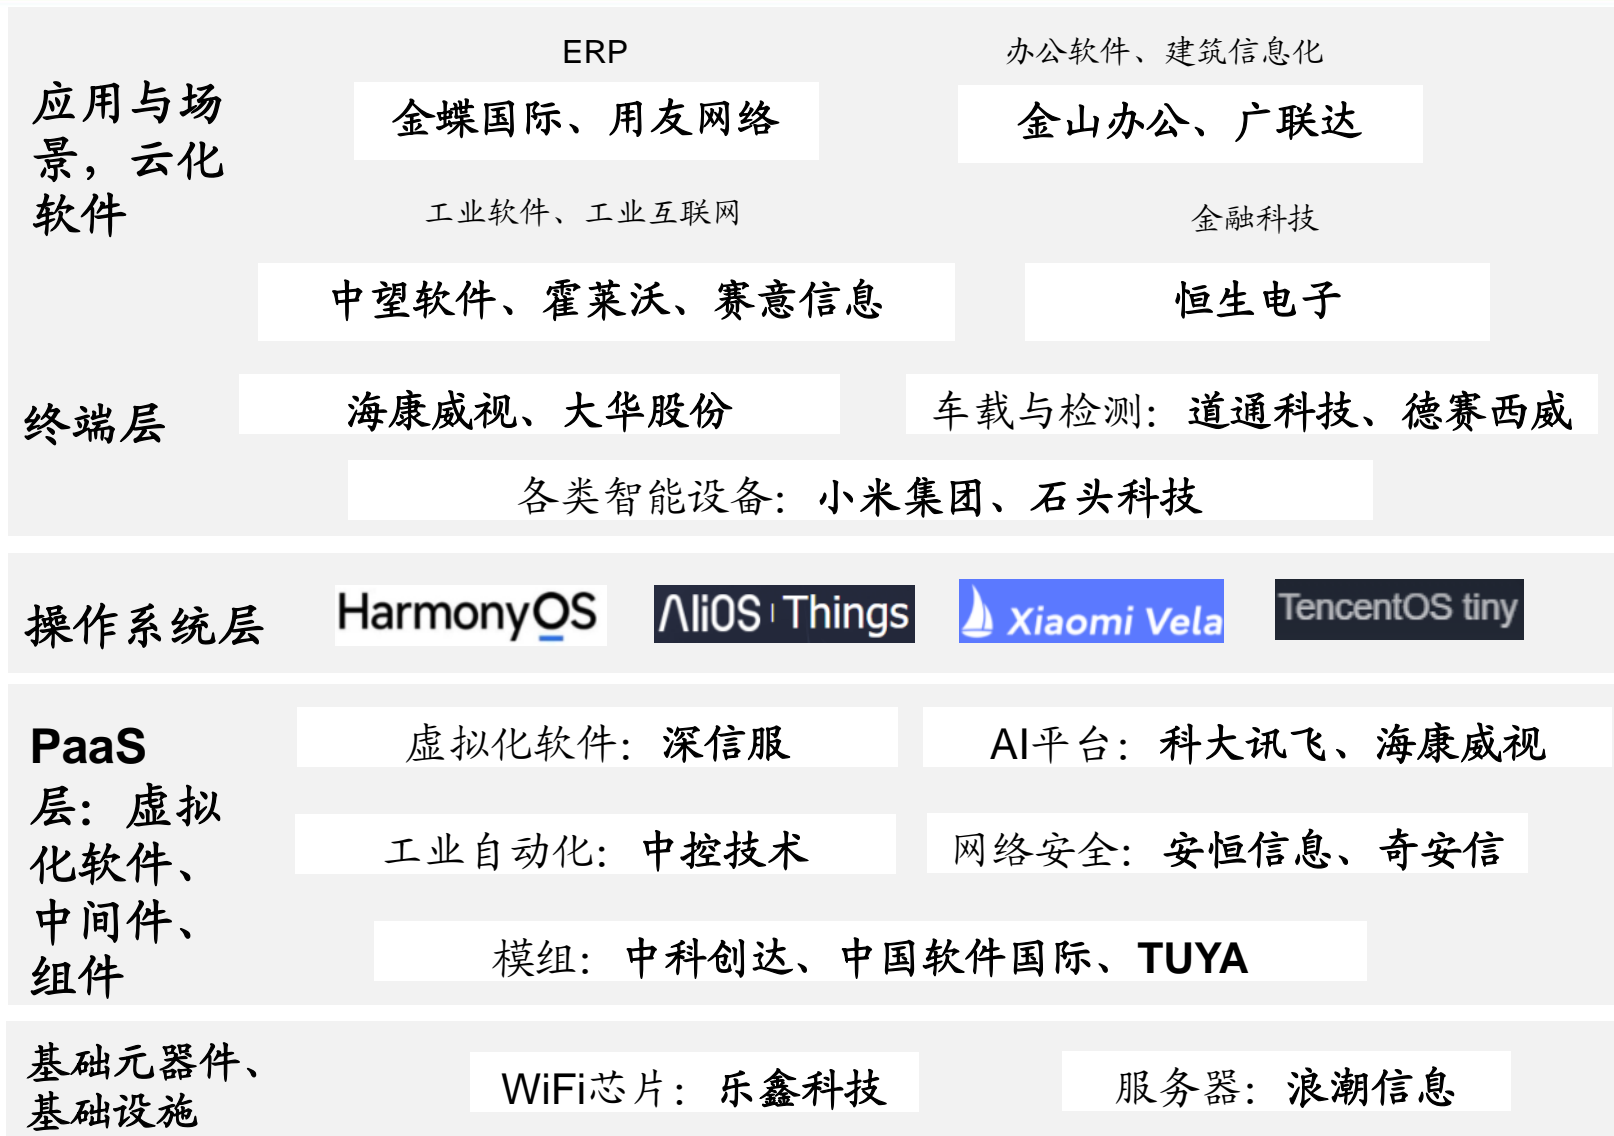 ERP
办公软件、建筑信息化
应用与场
景，云化
软件
金蝶国际、用友网络
金山办公、广联达
工业软件、工业互联网
金融科技
中望软件、霍莱沃、赛意信息
恒生电子
终端层
海康威视、大华股份
车载与检测：道通科技、德赛西威
各类智能设备：小米集团、石头科技
操作系统层
HarmonyOS
AliOS Things
Xiaomi Vela
TencentOS tiny
PaaS
层：虚拟
化软件、
中间件、
组件
虚拟化软件：深信服
AI平台：科大讯飞、海康威视
工业自动化：中控技术
网络安全：安恒信息、奇安信
模组：中科创达、中国软件国际、TUYA
基础元器件、
基础设施
WiFi芯片：乐鑫科技
服务器：浪潮信息